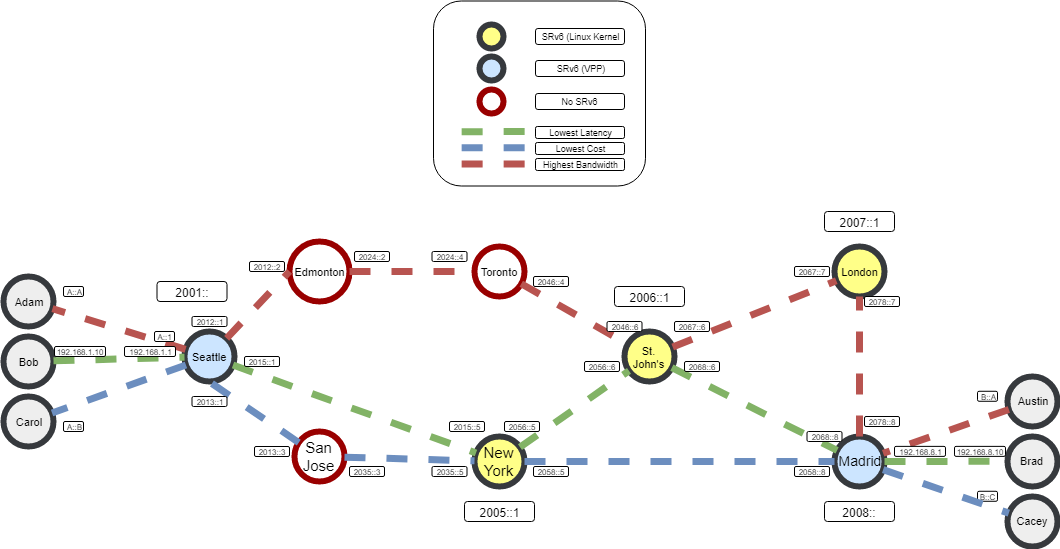 SRv6 (Linux Kernel
SRv6 (VPP)
No SRv6
Lowest Latency
Lowest Cost
Highest Bandwidth
2007::1
2012::2
2024::2
2024::4
Edmonton
Toronto
2046::4
2067::7
London
2001::
2006::1
A::A
Adam
2012::1
A::1
2046::6
2067::6
2078::7
Bob
192.168.1.10
192.168.1.1
Seattle
2015::1
St.
John's
2056::6
2068::6
Carol
A::B
2013::1
B::A
Austin
2015::5
2056::5
2078::8
2068::8
2013::3
San
Jose
2035::3
2035::5
New
York
2058::5
2058::8
Madrid
192.168.8.1
192.168.8.10
Brad
B::C
Cacey
2005::1
2008::